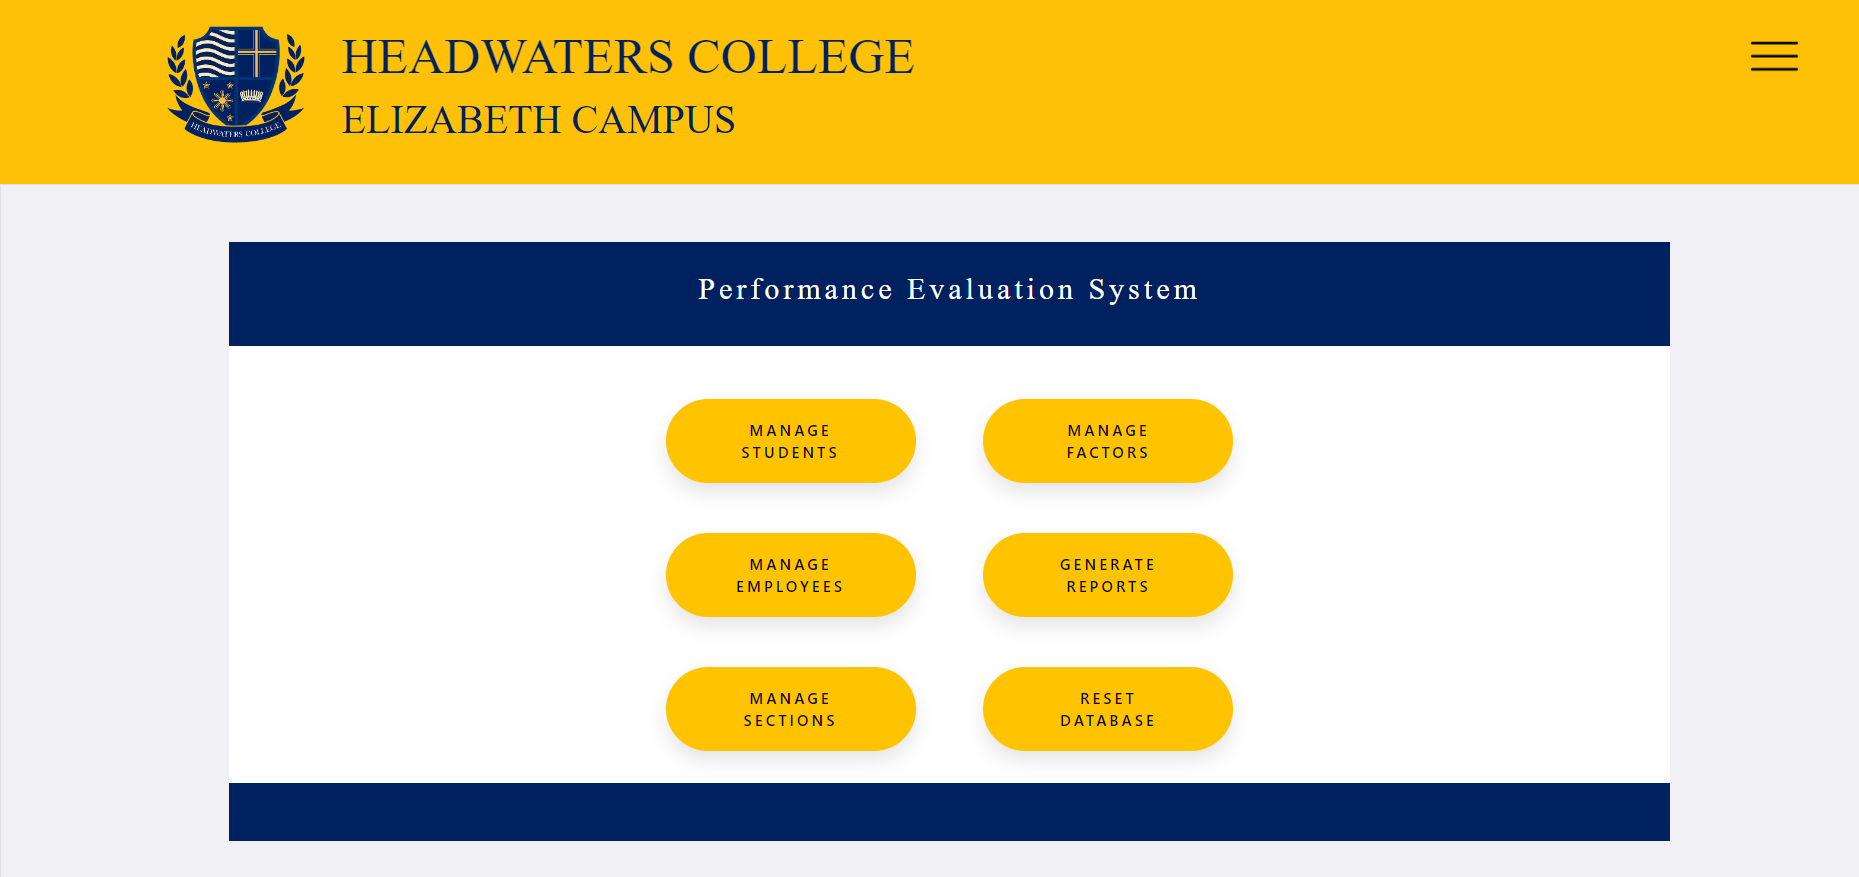 HEADWATERS COLLEGE
HEADWATERS COLLEGE
ELIZABETH CAMPUS
Performance Evaluation System
MANAGE
STUDENTS
MANAGE
FACTORS
MANAGE
EMPLOYEES
GENERATE
REPORTS
MANAGE
SECTIONS
RESET
DATABASE